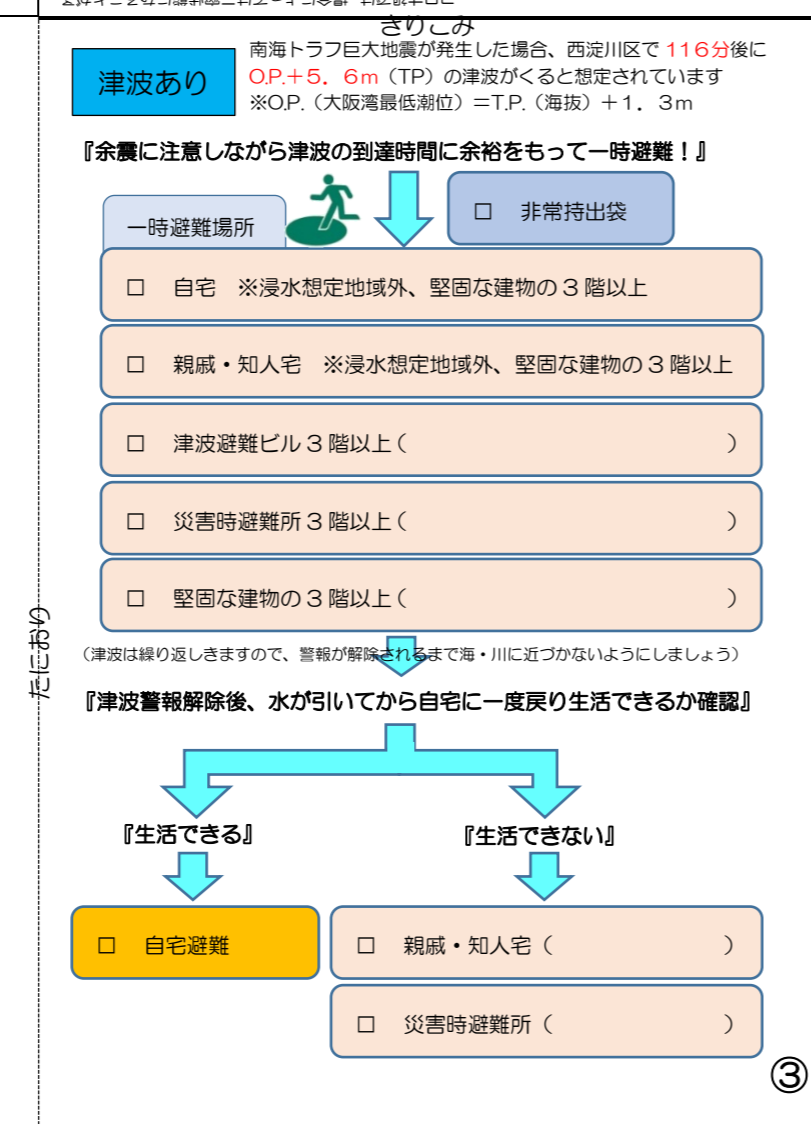 きりこみ
津波あり
南海トラフ巨大地震が発生した場合、西淀川区で 116分後に
O.P.+5.6m(TP)の津波がくると想定されています
※O.P.(大阪湾最低潮位)=T.P.(海抜)+1.3m
『余震に注意しながら津波の到達時間に余裕をもって一時避難!』
一時避難場所
□ 非常持出袋
□ 自宅 ※浸水想定地域外、堅固な建物の3階以上
□ 親戚・知人宅 ※浸水想定地域外、堅固な建物の3階以上
□ 津波避難ビル3階以上( )
□ 災害時避難所3階以上( )
□ 堅固な建物の3階以上( )
たにおり
(津波は繰り返しきますので、警報が解除されるまで海・川に近づかないようにしましょう)
『津波警報解除後、水が引いてから自宅に一度戻り生活できるか確認』
『生活できる』
『生活できない』
□ 自宅避難
□ 親戚・知人宅( )
□ 災害時避難所( )
③